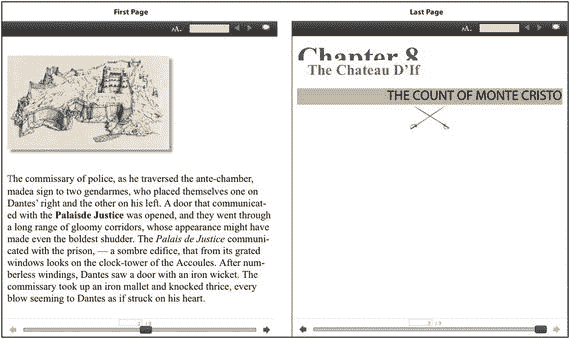 First Page
The commissary of police, as he traversed the ante-chamber,
madea sign to two gendarmes, who placed themselves one on
Dantes' right and the other on his left. A door that communicat-
ed with the Palaisde Justice was opened, and they went through
a long range of gloomy corridors, whose appearance might have
made even the boldest shudder. The Palais de Justice communi-
cated with the prison, — a sombre edifice, that from its grated
windows looks on the clock-tower of the Accoules. After num-
berless windings, Dantes saw a door with an iron wicket. The
commissary took up an iron mallet and knocked thrice, every
blow seeming to Dantes as if struck on his heart.
Last Page
Chapter 8
The Chateau D'If
THE COUNT OF MONTE CRISTO